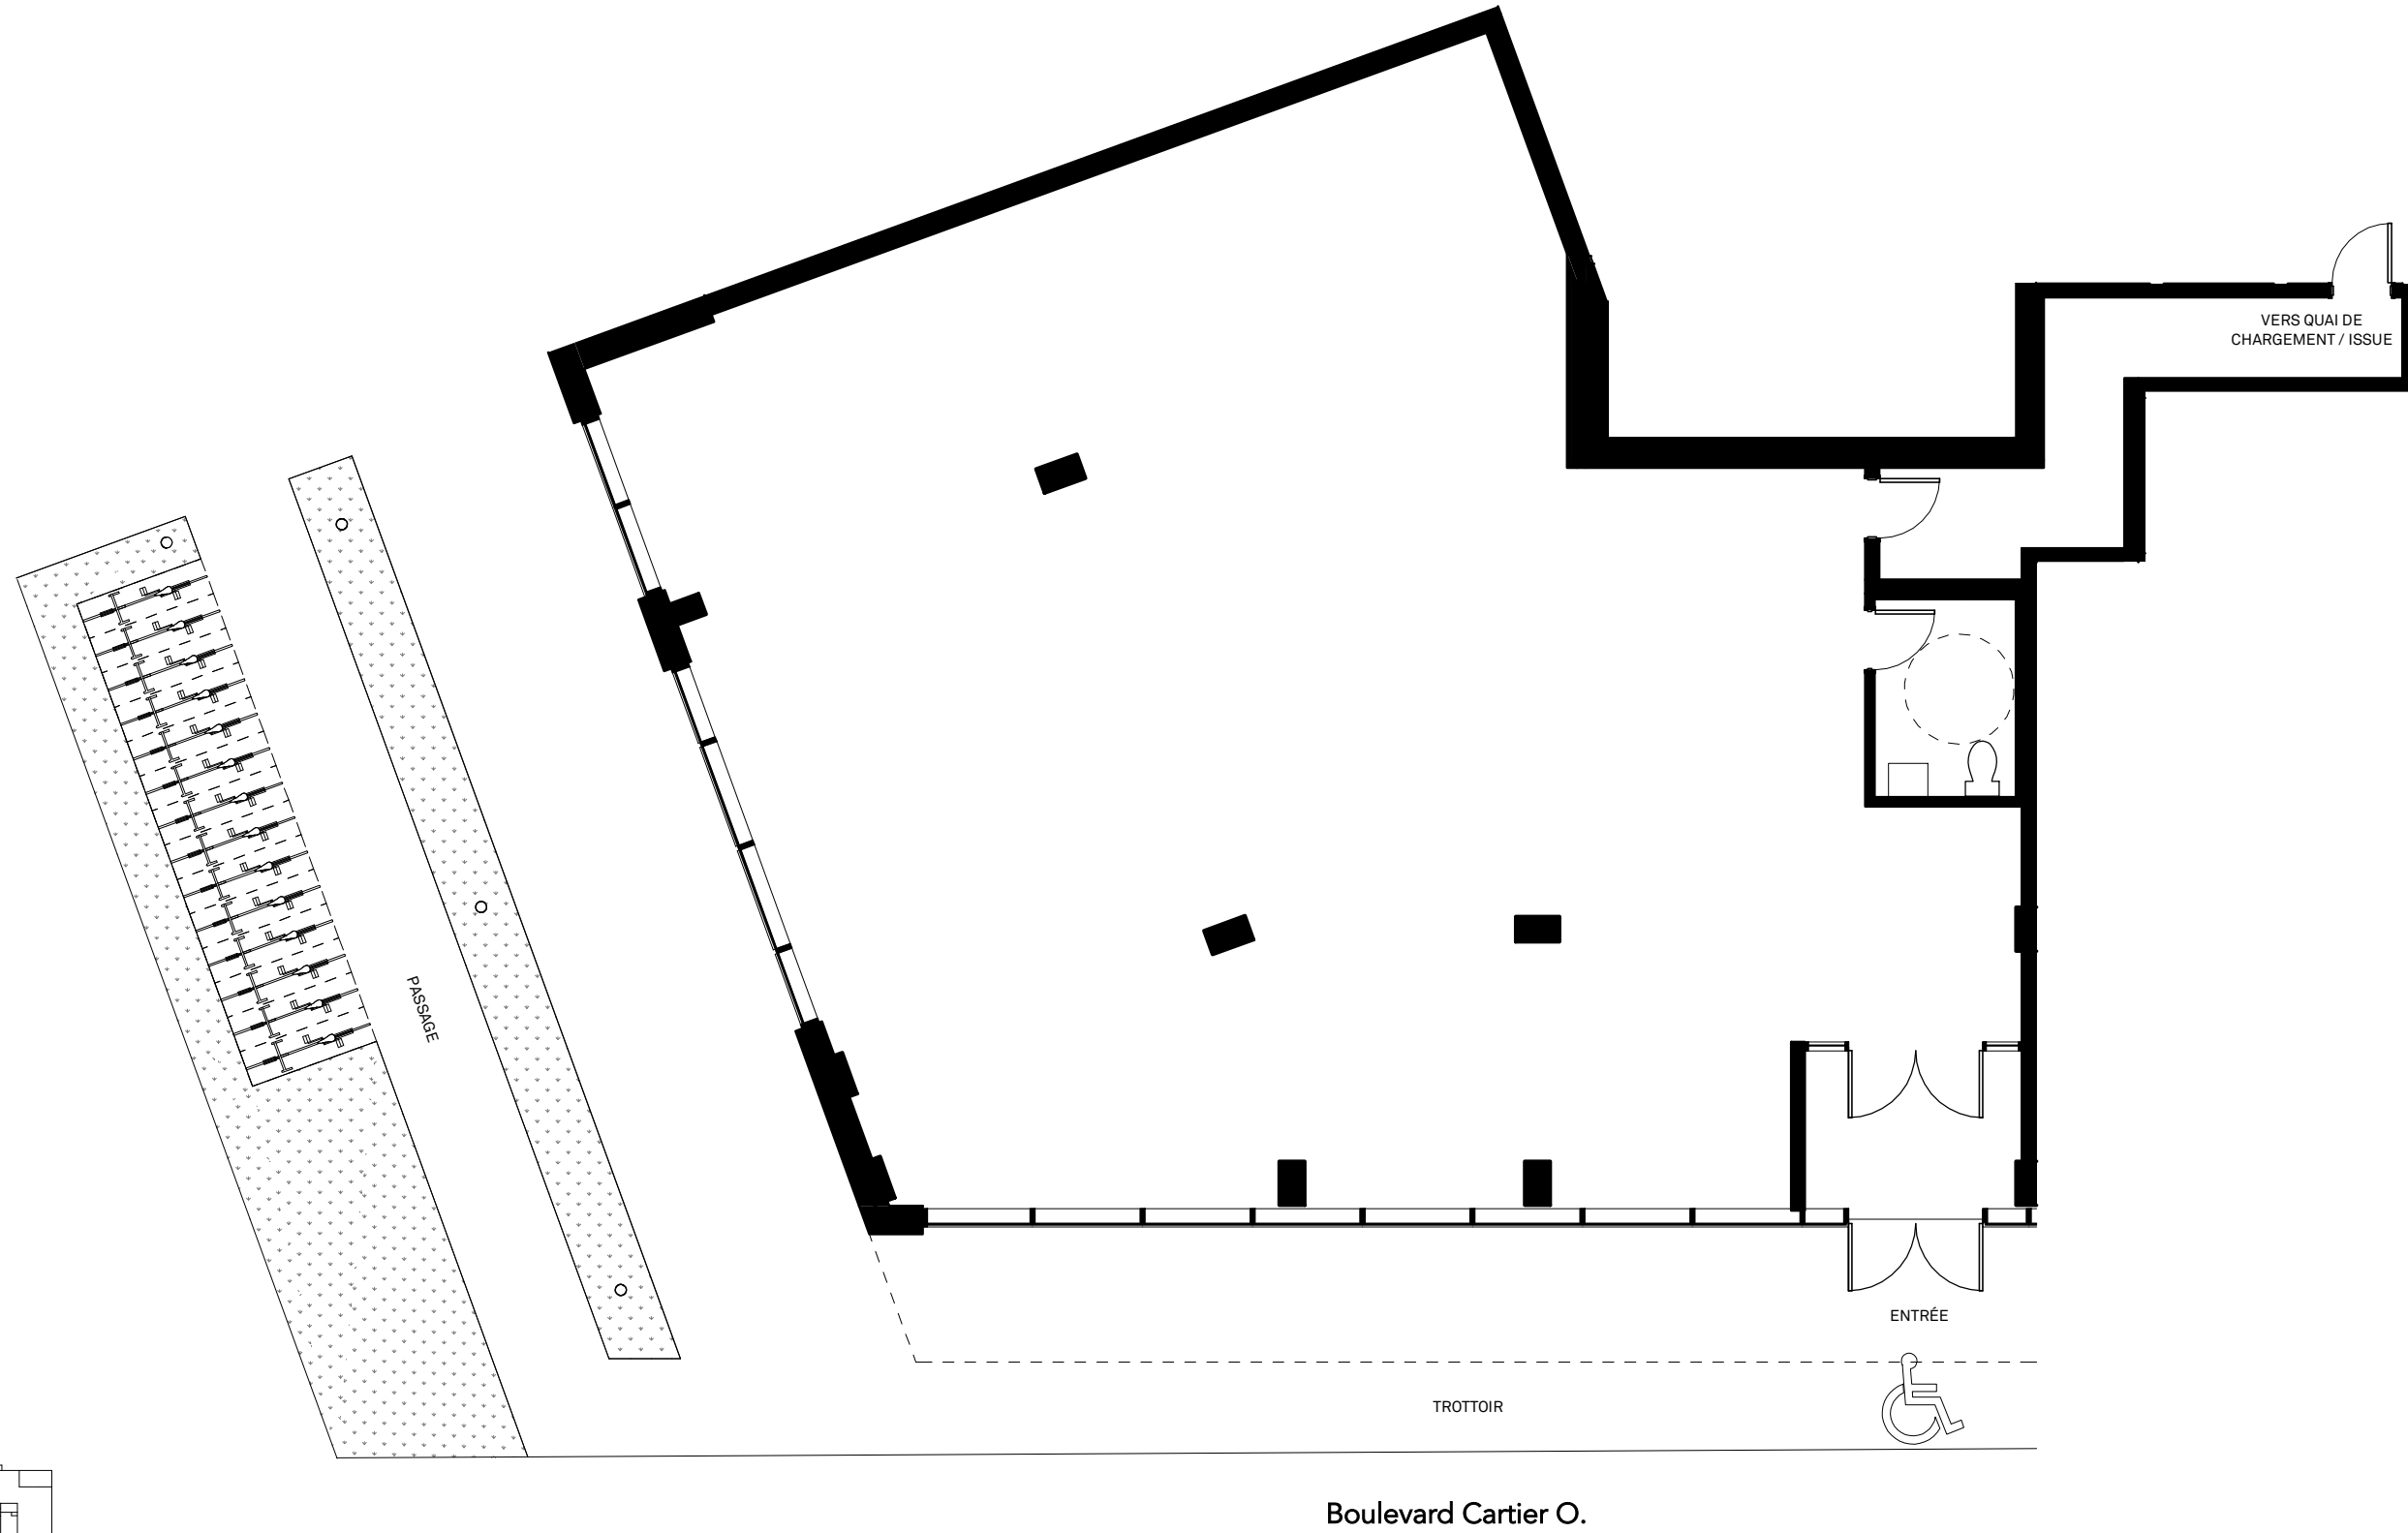 VERS QUAI DE
CHARGEMENT / ISSUE
PASSAGE
ENTRÉE
TROTTOIR
Boulevard Cartier O.